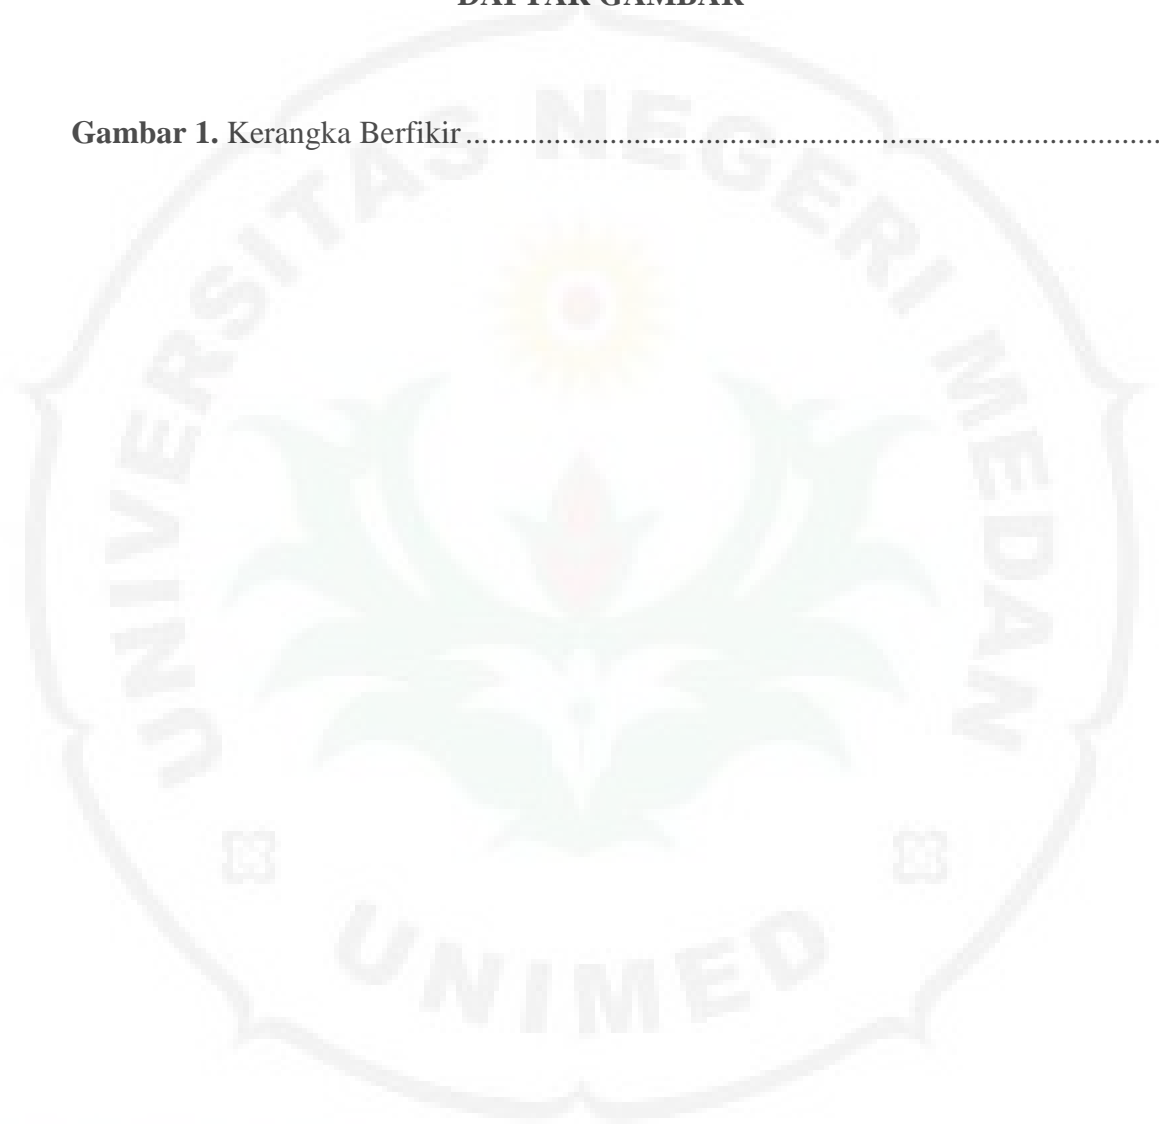 DAFTAR GAMBAR
Gambar 1. Kerangka Berfikir................................................................................
UNIVERSITAS NEGERI MEDAN
UNIMED